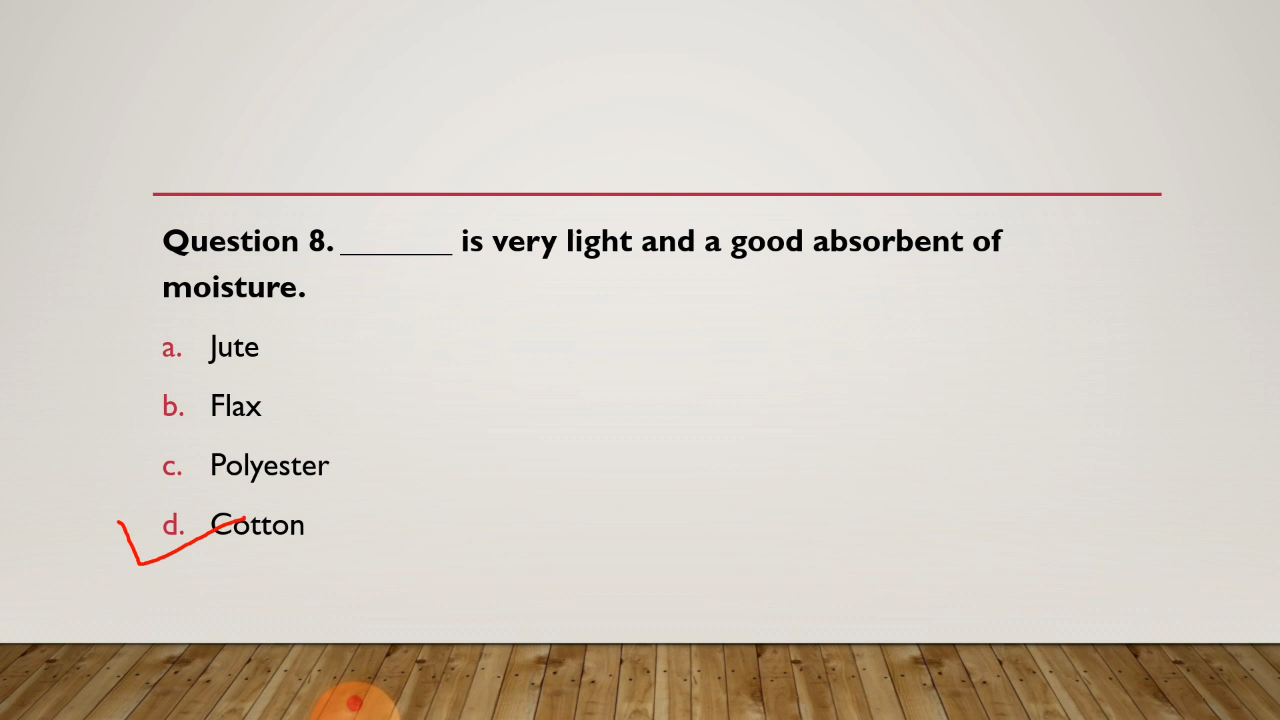 Question 8. _______ is very light and a good absorbent of
moisture.
a. Jute
b. Flax
c. Polyester
d. Cotton